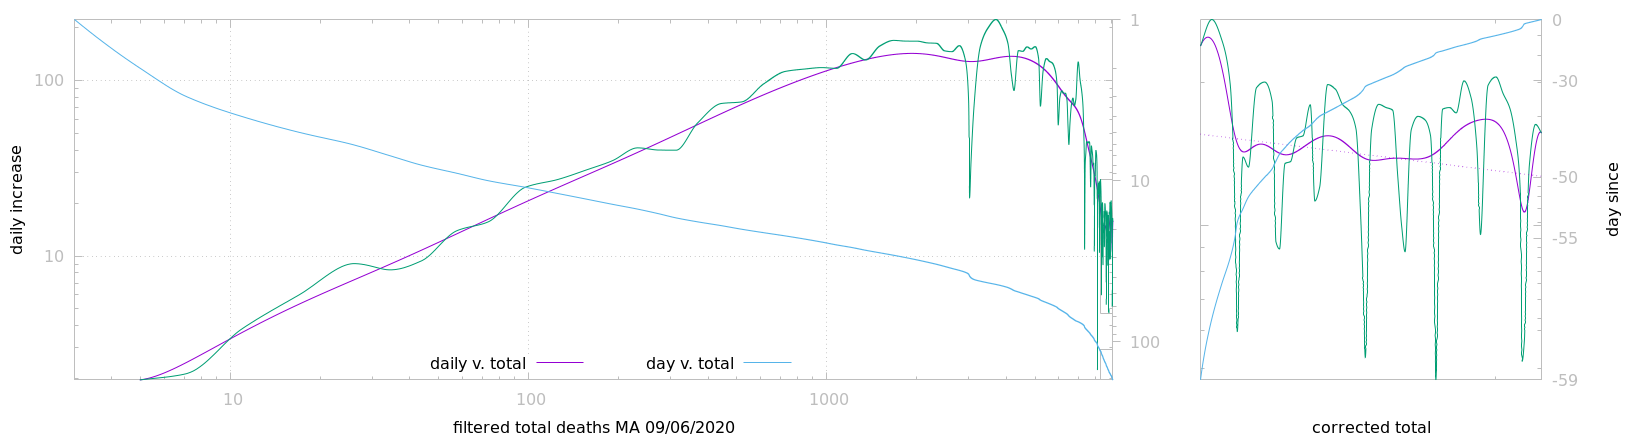 daily increase
100
10
10
100
1000
daily v. total
day v. total
filtered total deaths MA 09/06/2020
1
10
100
0
-30
-50
-55
-59
day since
corrected total